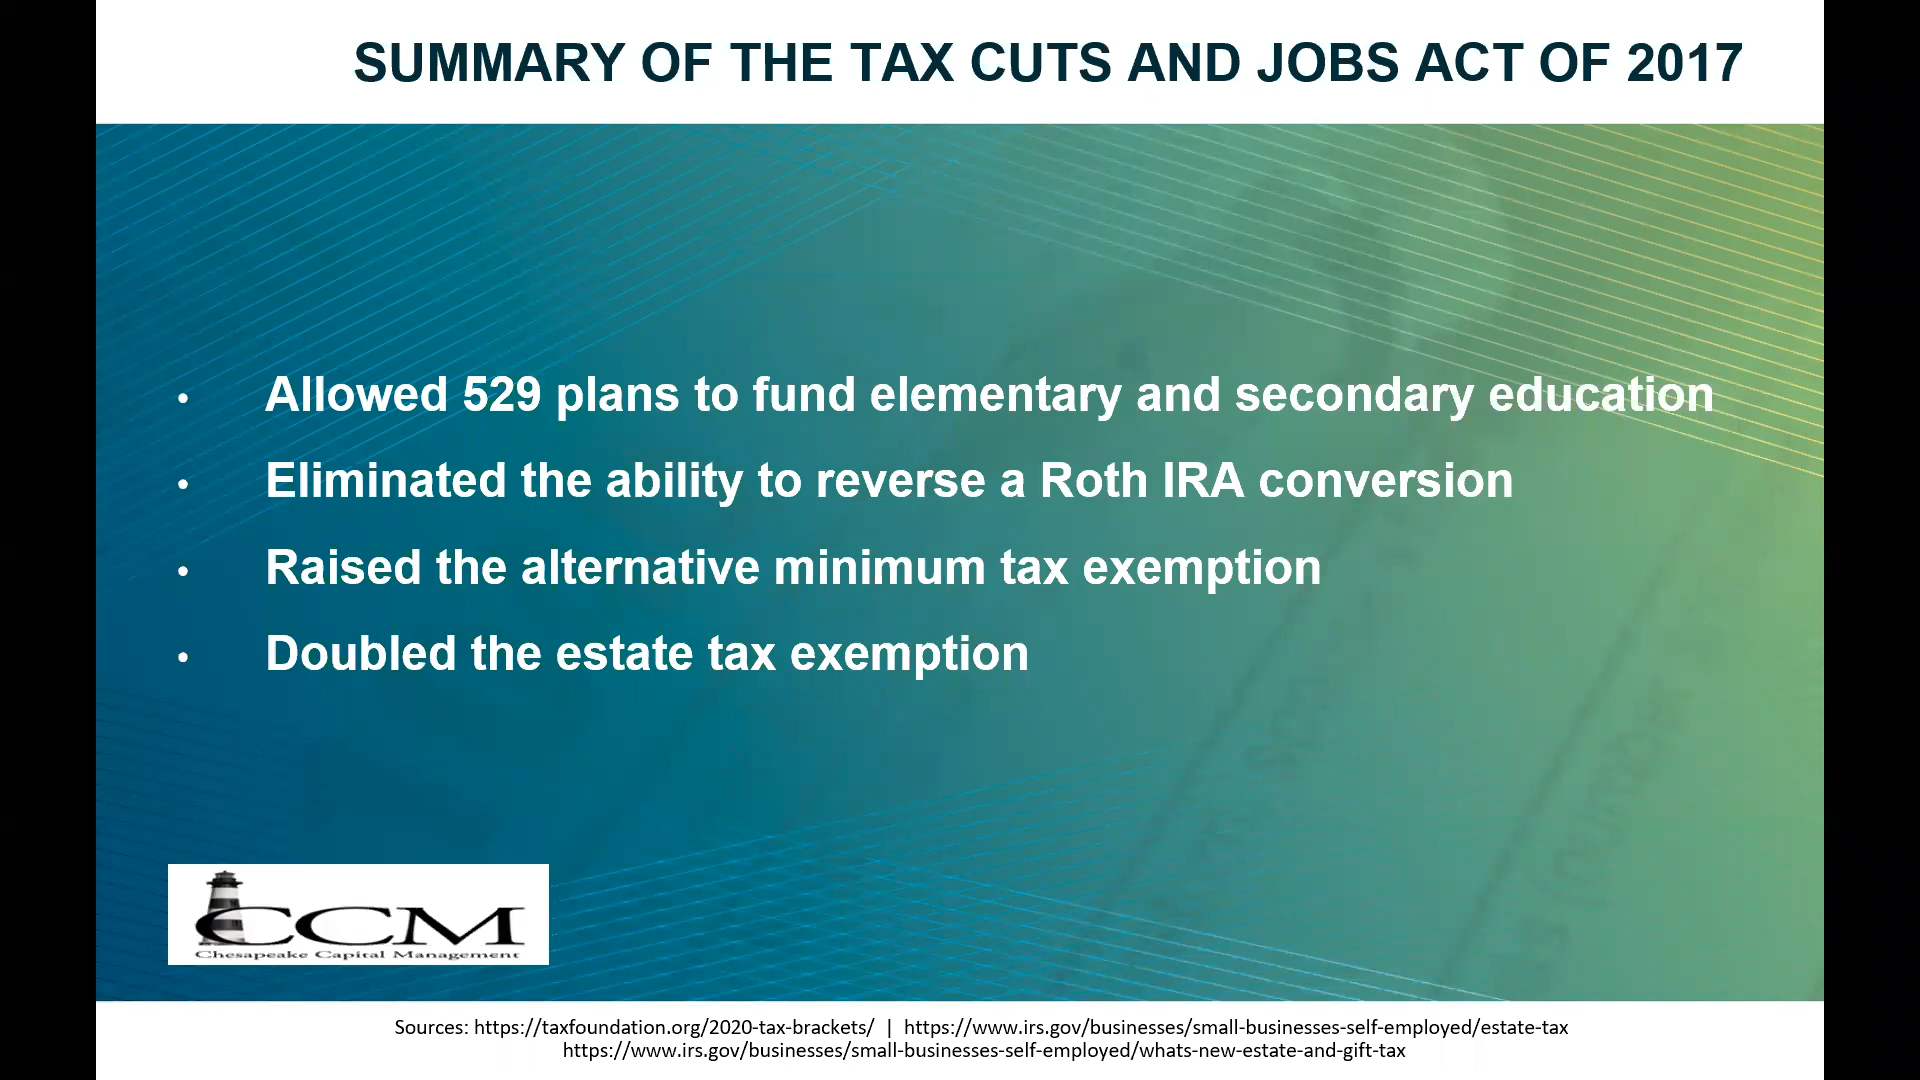 SUMMARY OF THE TAX CUTS AND JOBS ACT OF 2017
• Allowed 529 plans to fund elementary and secondary education
• Eliminated the ability to reverse a Roth IRA conversion
• Raised the alternative minimum tax exemption
• Doubled the estate tax exemption
CCM
Chesapeake Capital Management
Sources: https://taxfoundation.org/2020-tax-brackets/ | https://www.irs.gov/businesses/small-businesses-self-employed/estate-tax
https://www.irs.gov/businesses/small-businesses-self-employed/whats-new-estate-and-gift-tax